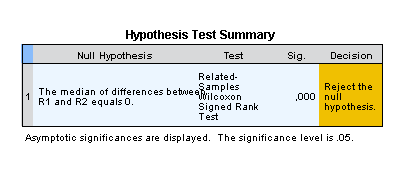 Hypothesis Test Summary
Null Hypothesis Test Sig. Decision
1 The median of differences between R1 and R2 equals 0. Related-Samples Wilcoxon Signed Rank Test ,000 Reject the null hypothesis.
Asymptotic significances are displayed. The significance level is .05.